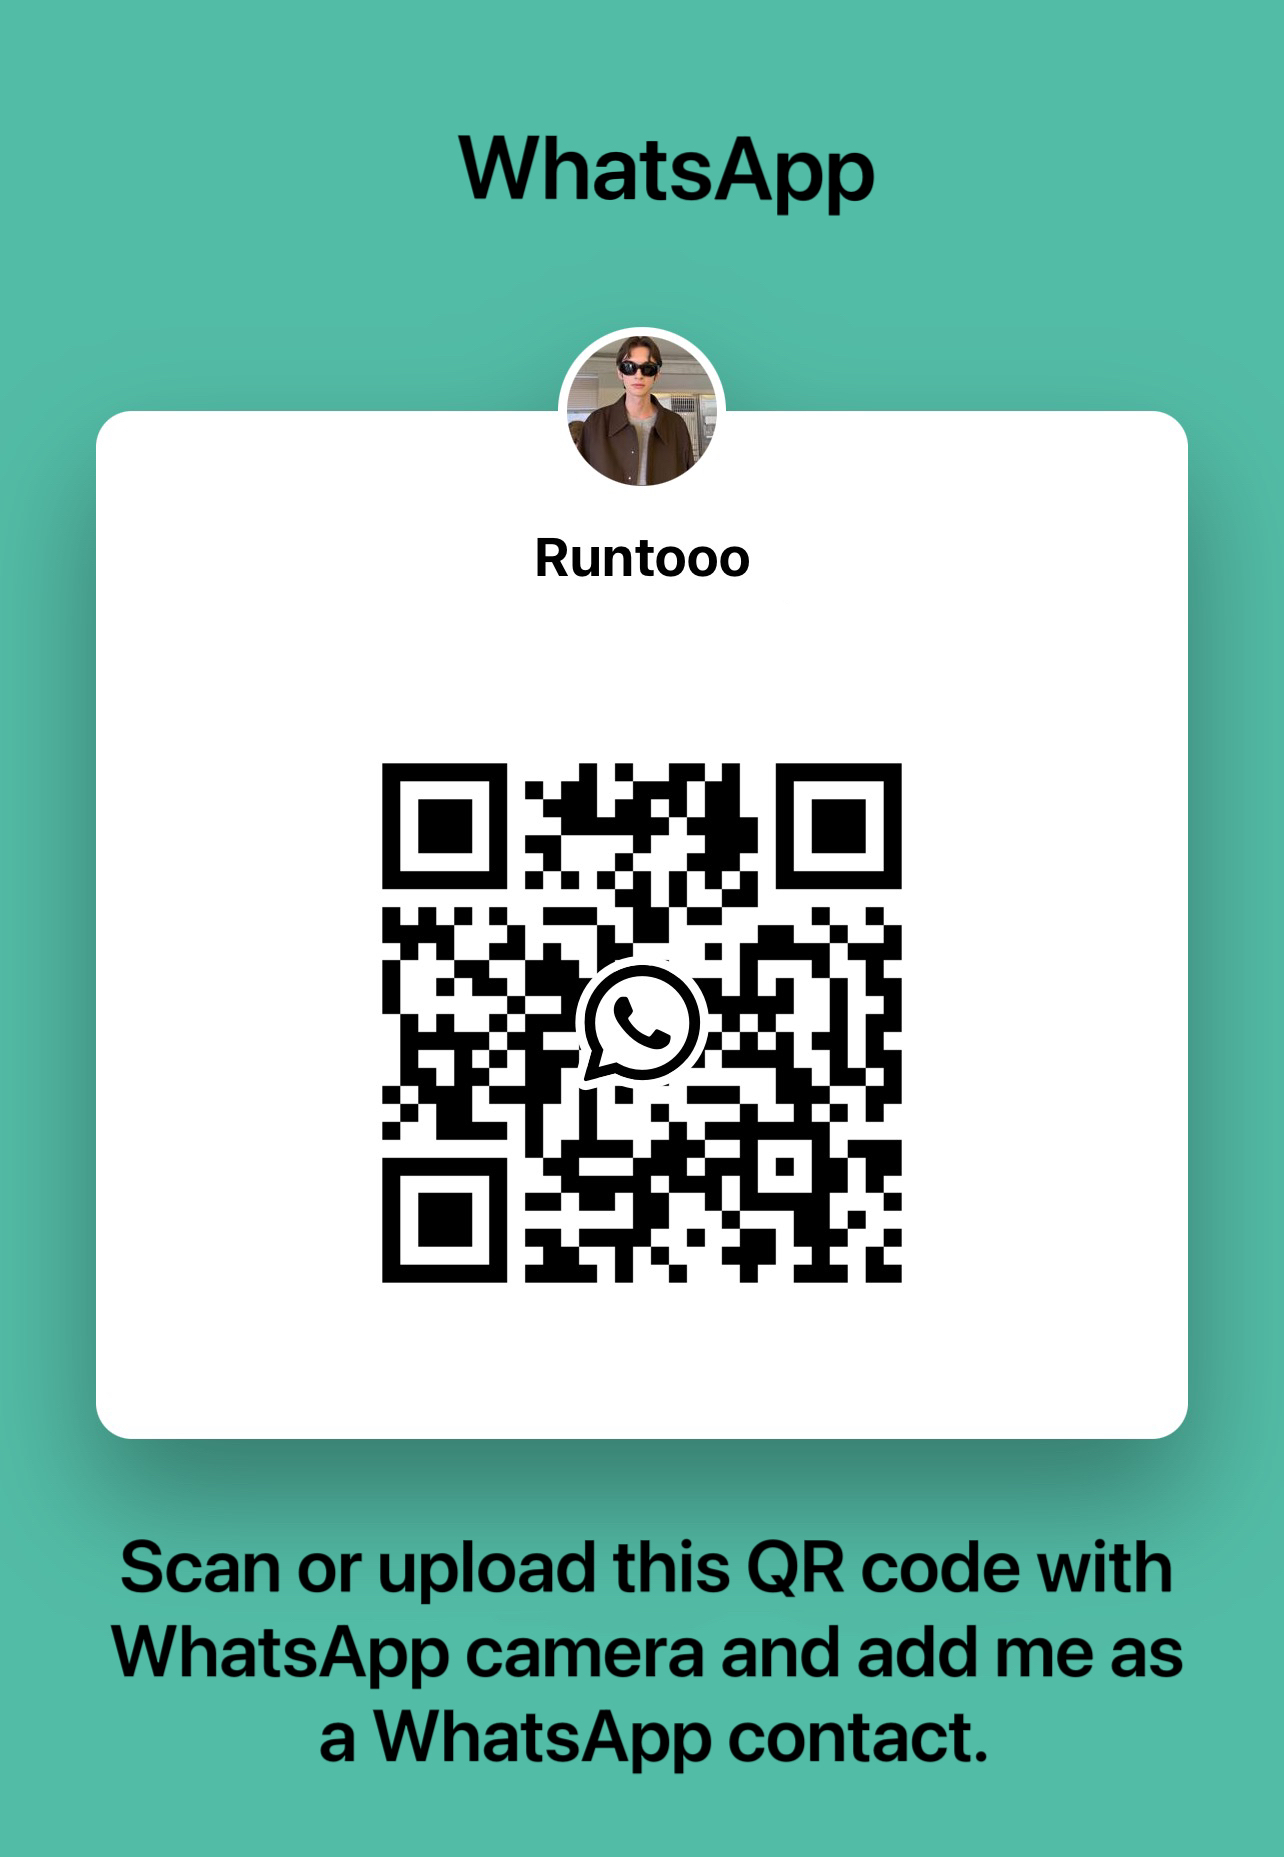 WhatsApp
Runtooo
Scan or upload this QR code with
WhatsApp camera and add me as
a WhatsApp contact.